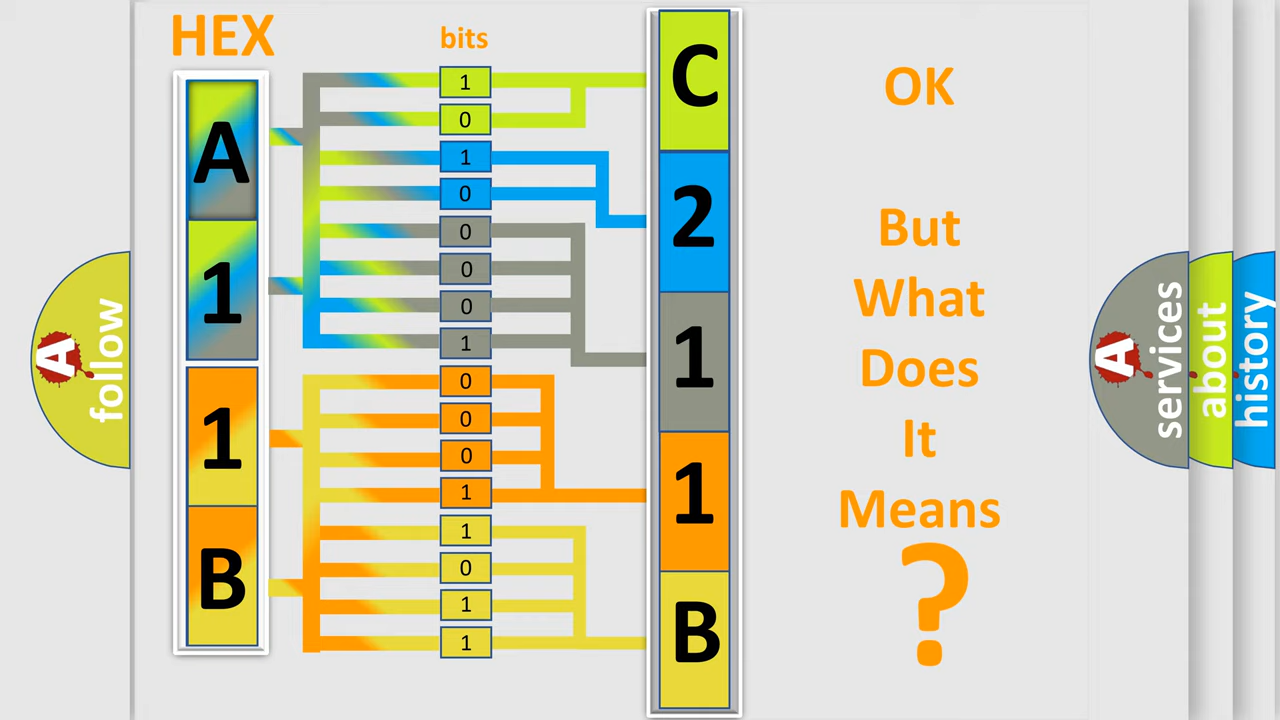 HEX
bits
A
1
1
B
1
0
1
0
0
0
0
1
0
0
0
1
1
0
1
1
C
2
1
1
B
OK
But
What
Does
It
Means
?
A
follow
A
services
about
history